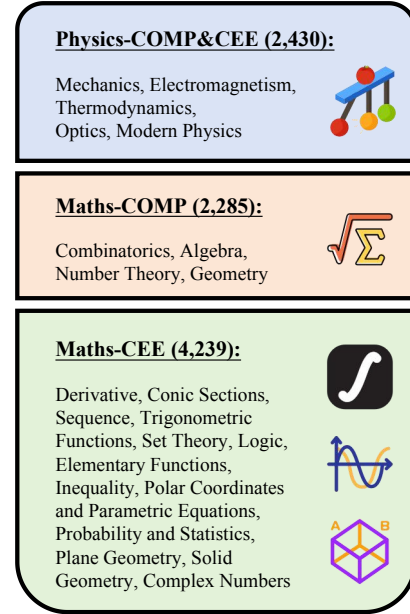 Physics-COMP&CEE (2,430):
Mechanics, Electromagnetism,
Thermodynamics,
Optics, Modern Physics
Maths-COMP (2,285):
Combinatorics, Algebra,
Number Theory, Geometry
Σ
Maths-CEE (4,239):
Derivative, Conic Sections,
Sequence, Trigonometric
Functions, Set Theory, Logic,
Elementary Functions,
Inequality, Polar Coordinates
and Parametric Equations,
Probability and Statistics,
Plane Geometry, Solid
Geometry, Complex Numbers
∫
A B